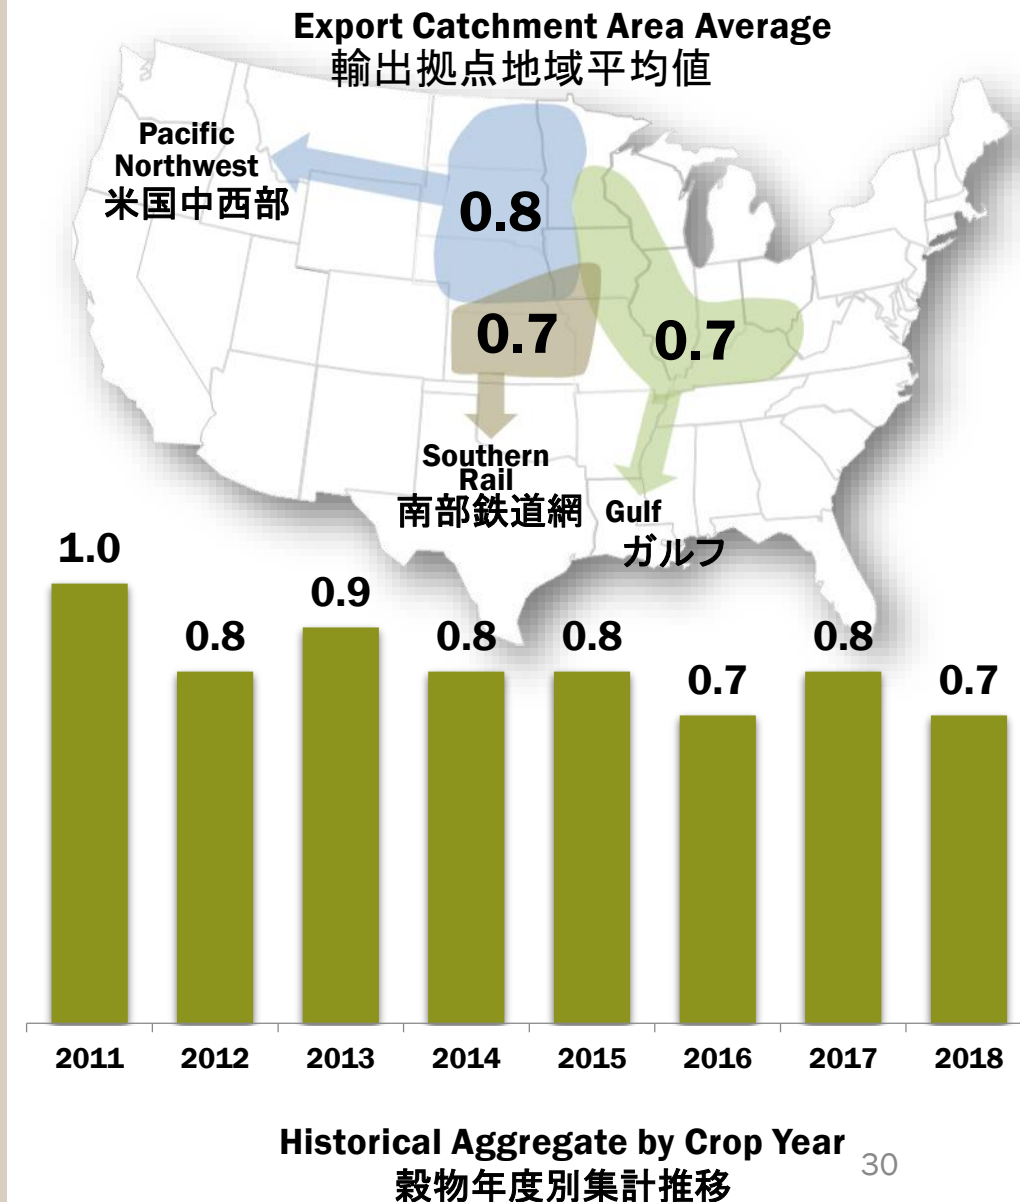 Export Catchment Area Average
輸出拠点地域平均値
Pacific
Northwest
米国中西部
0.8
0.7
0.7
Southern
Rail
南部鉄道網
Gulf
ガルフ
1.0
0.8
0.9
0.8
0.8
0.7
0.8
0.7
2011
2012
2013
2014
2015
2016
2017
2018
Historical Aggregate by Crop Year
穀物年度別集計推移
30